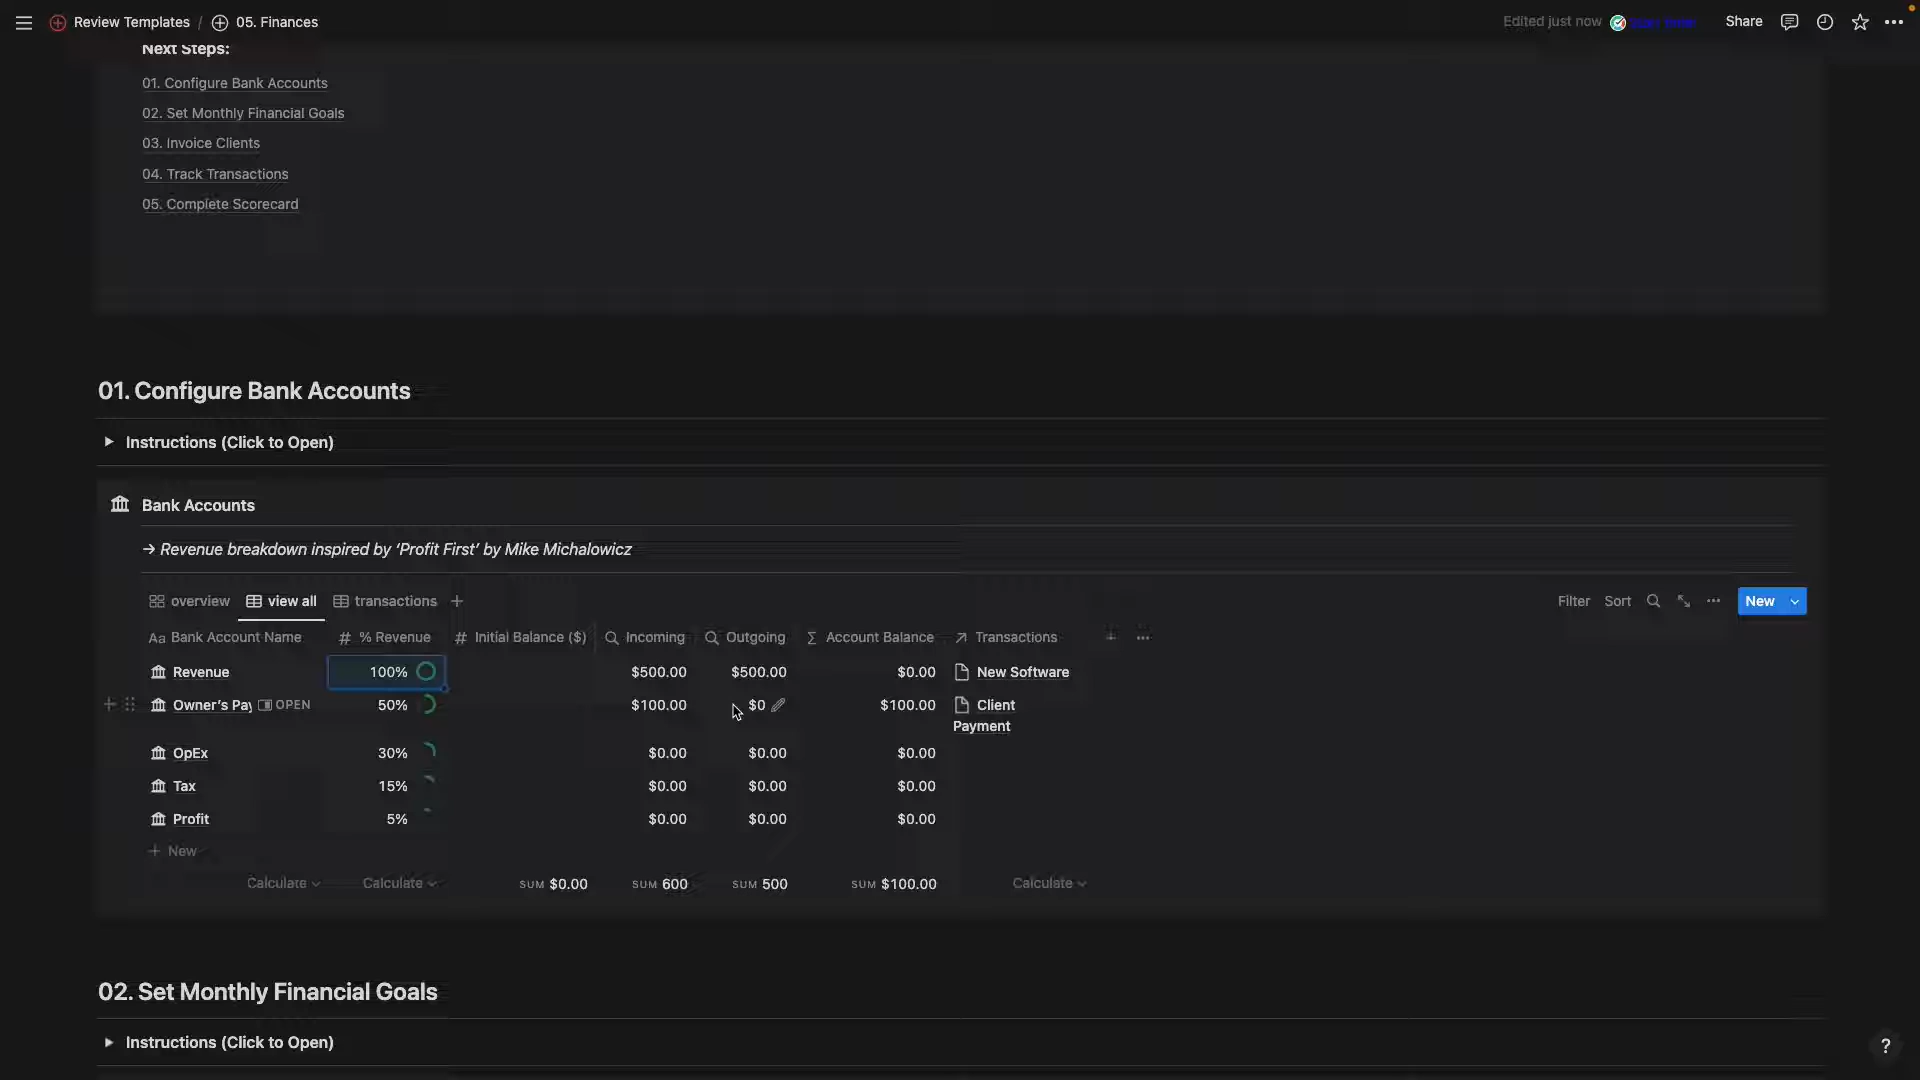 Review Templates / 05. Finances
Edited just now
Share
Next Steps:
01. Configure Bank Accounts
02. Set Monthly Financial Goals
03. Invoice Clients
04. Track Transactions
05. Complete Scorecard
01. Configure Bank Accounts
Instructions (Click to Open)
Bank Accounts
→ Revenue breakdown inspired by ‘Profit First’ by Mike Michalowicz
overview view all transactions +
Filter Sort New
Aa Bank Account Name # % Revenue # Initial Balance ($) Incoming Outgoing Σ Account Balance ↗ Transactions + ...
Revenue 100% $500.00 $500.00 $0.00 New Software
Owner’s Pay OPEN 50% $100.00 $0 $100.00 Client
Payment
OpEx 30% $0.00 $0.00 $0.00
Tax 15% $0.00 $0.00 $0.00
Profit 5% $0.00 $0.00 $0.00
+ New
Calculate Calculate SUM $0.00 SUM 600 SUM 500 SUM $100.00 Calculate
02. Set Monthly Financial Goals
Instructions (Click to Open)
?